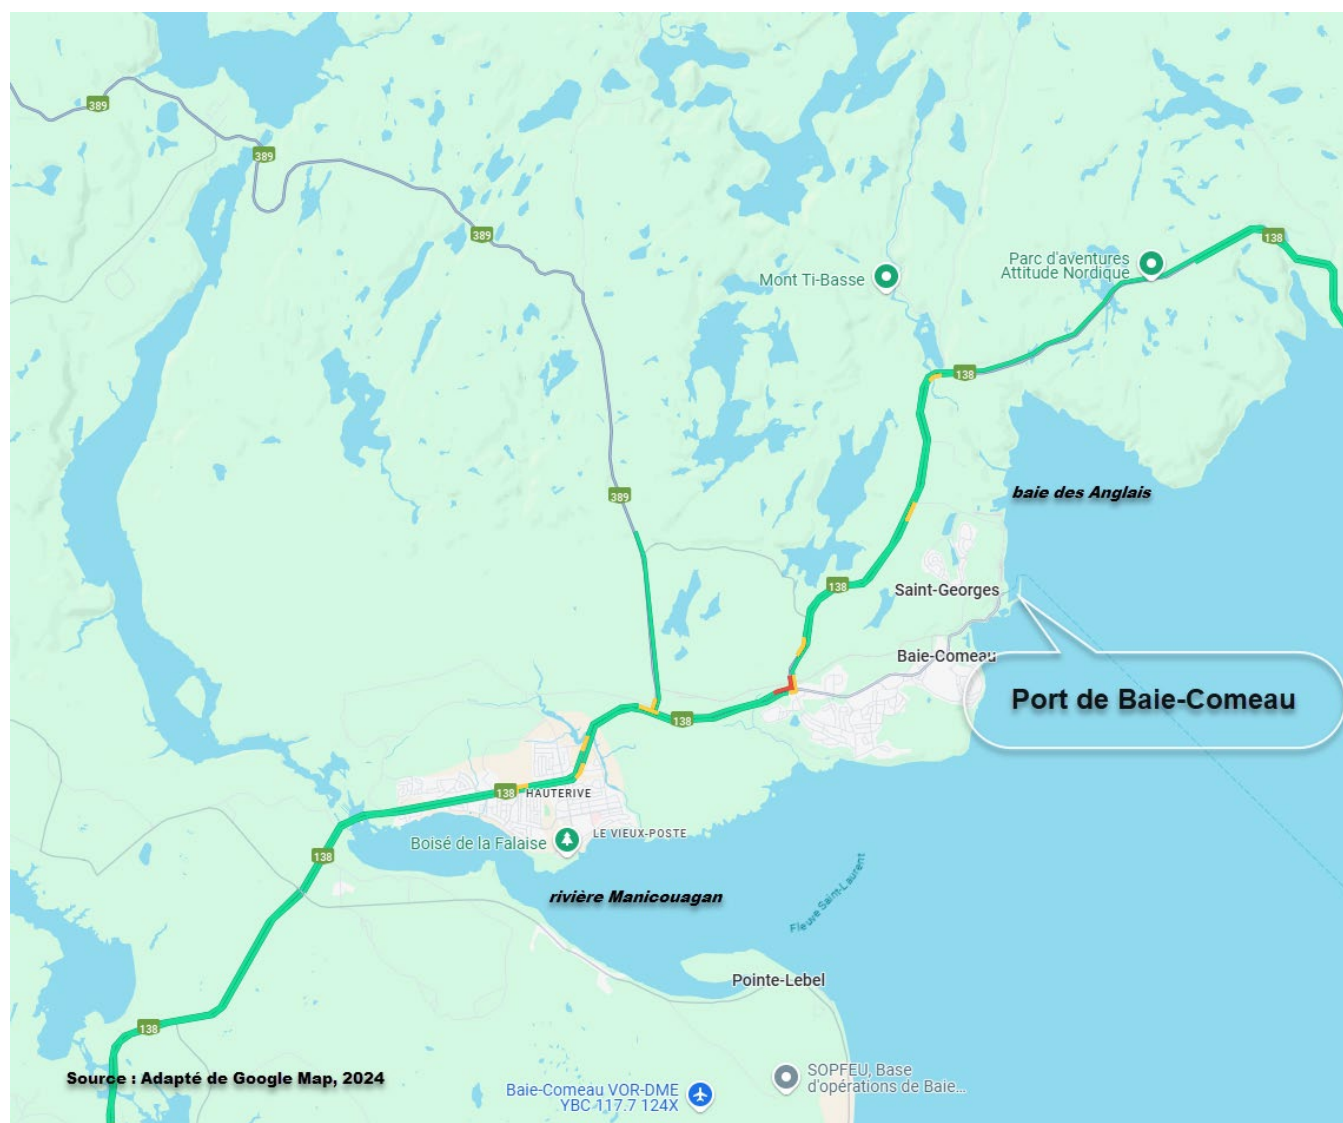 389
389
389
138
Parc d'aventures
Attitude Nordique
Mont Ti-Basse
138
389
baie des Anglais
138
Saint-Georges
Baie-Comeau
Port de Baie-Comeau
138
138
HAUTERIVE
LE VIEUX-POSTE
Boisé de la Falaise
138
rivière Manicouagan
Fleuve Saint-Laurent
Pointe-Lebel
138
Source : Adapté de Google Map, 2024
SOPFEU, Base
d'opérations de Baie...
Baie-Comeau VOR-DME
YBC 117.7 124X